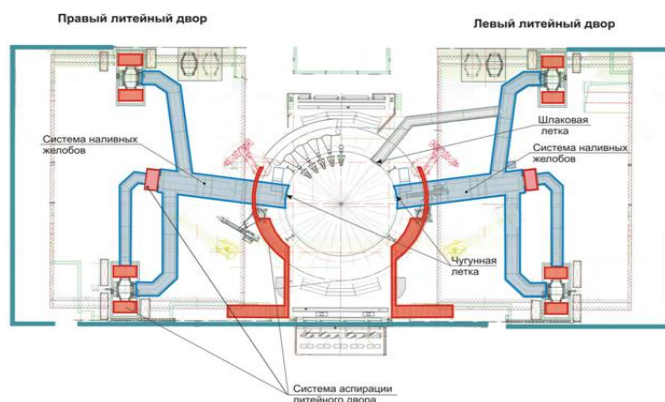 Правый литейный двор
Левый литейный двор
Шлаковая
летка
Система наливных
желобов
Система наливных
желобов
Чугунная
летка
Система аспирации
литейного двора